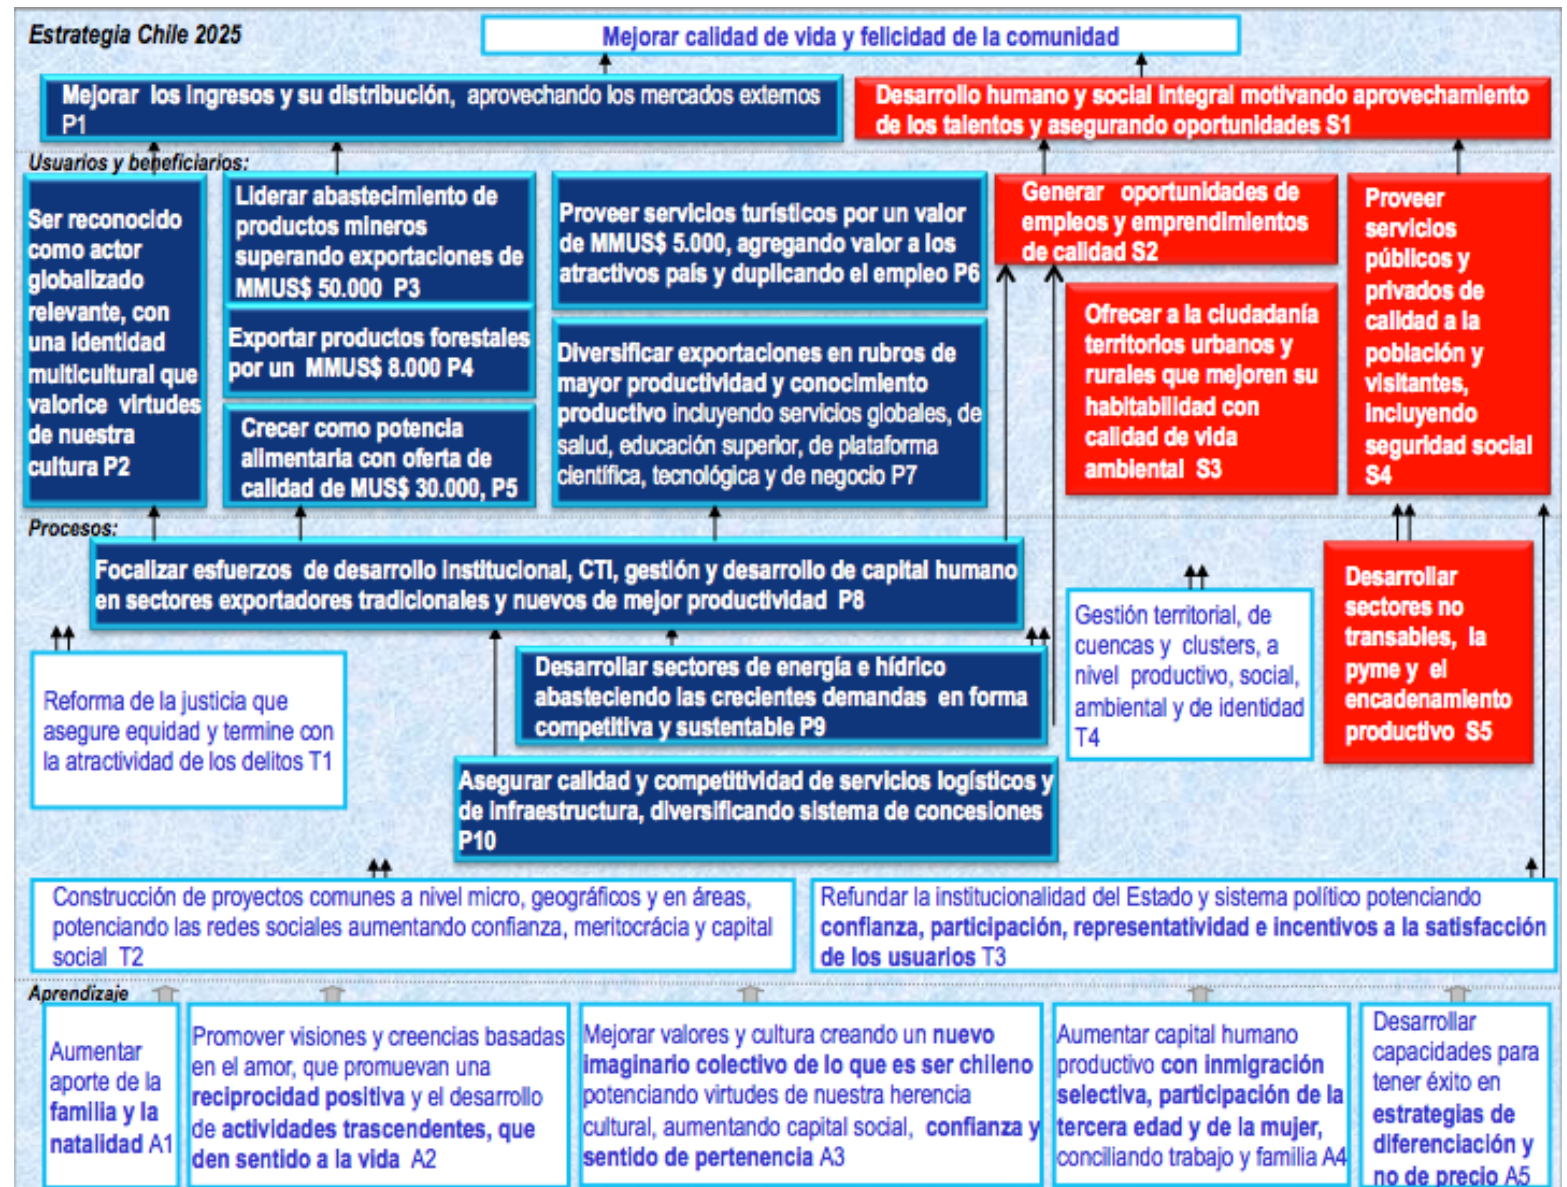 Estrategia Chile 2025
Mejorar calidad de vida y felicidad de la comunidad
Mejorar los ingresos y su distribución, aprovechando los mercados externos
P1
Desarrollo humano y social integral motivando aprovechamiento
de los talentos y asegurando oportunidades S1
Usuarios y beneficiarios:
Ser reconocido
como actor
globalizado
relevante, con
una identidad
multicultural que
valorice virtudes
de nuestra
cultura P2
Liderar abastecimiento de
productos mineros
superando exportaciones de
MMUS$ 50.000 P3
Exportar productos forestales
por un MMUS$ 8.000 P4
Crecer como potencia
alimentaria con oferta de
calidad de MUS$ 30.000, P5
Proveer servicios turísticos por un valor
de MMUS$ 5.000, agregando valor a los
atractivos país y duplicando el empleo P6
Diversificar exportaciones en rubros de
mayor productividad y conocimiento
productivo incluyendo servicios globales, de
salud, educación superior, de plataforma
científica, tecnológica y de negocio P7
Generar oportunidades de
empleos y emprendimientos
de calidad S2
Ofrecer a la ciudadanía
territorios urbanos y
rurales que mejoren su
habitabilidad con
calidad de vida
ambiental S3
Proveer
servicios
públicos y
privados de
calidad a la
población y
visitantes,
incluyendo
seguridad social
S4
Procesos:
Focalizar esfuerzos de desarrollo institucional, CTI, gestión y desarrollo de capital humano
en sectores exportadores tradicionales y nuevos de mejor productividad P8
Reforma de la justicia que
asegure equidad y termine con
la atractividad de los delitos T1
Desarrollar sectores de energía e hídrico
abasteciendo las crecientes demandas en forma
competitiva y sustentable P9
Asegurar calidad y competitividad de servicios logísticos y
de infraestructura, diversificando sistema de concesiones
P10
Gestión territorial, de
cuencas y clusters, a
nivel productivo, social,
ambiental y de identidad
T4
Desarrollar
sectores no
transables, la
pyme y el
encadenamiento
productivo S5
Construcción de proyectos comunes a nivel micro, geográficos y en áreas,
potenciando las redes sociales aumentando confianza, meritocrácia y capital
social T2
Refundar la institucionalidad del Estado y sistema político potenciando
confianza, participación, representatividad e incentivos a la satisfacción
de los usuarios T3
Aprendizaje
Aumentar
aporte de la
familia y la
natalidad A1
Promover visiones y creencias basadas
en el amor, que promuevan una
reciprocidad positiva y el desarrollo
de actividades trascendentes, que
den sentido a la vida A2
Mejorar valores y cultura creando un nuevo
imaginario colectivo de lo que es ser chileno
potenciando virtudes de nuestra herencia
cultural, aumentando capital social, confianza y
sentido de pertenencia A3
Aumentar capital humano
productivo con inmigración
selectiva, participación de la
tercera edad y de la mujer,
conciliando trabajo y familia A4
Desarrollar
capacidades para
tener éxito en
estrategias de
diferenciación y
no de precio A5